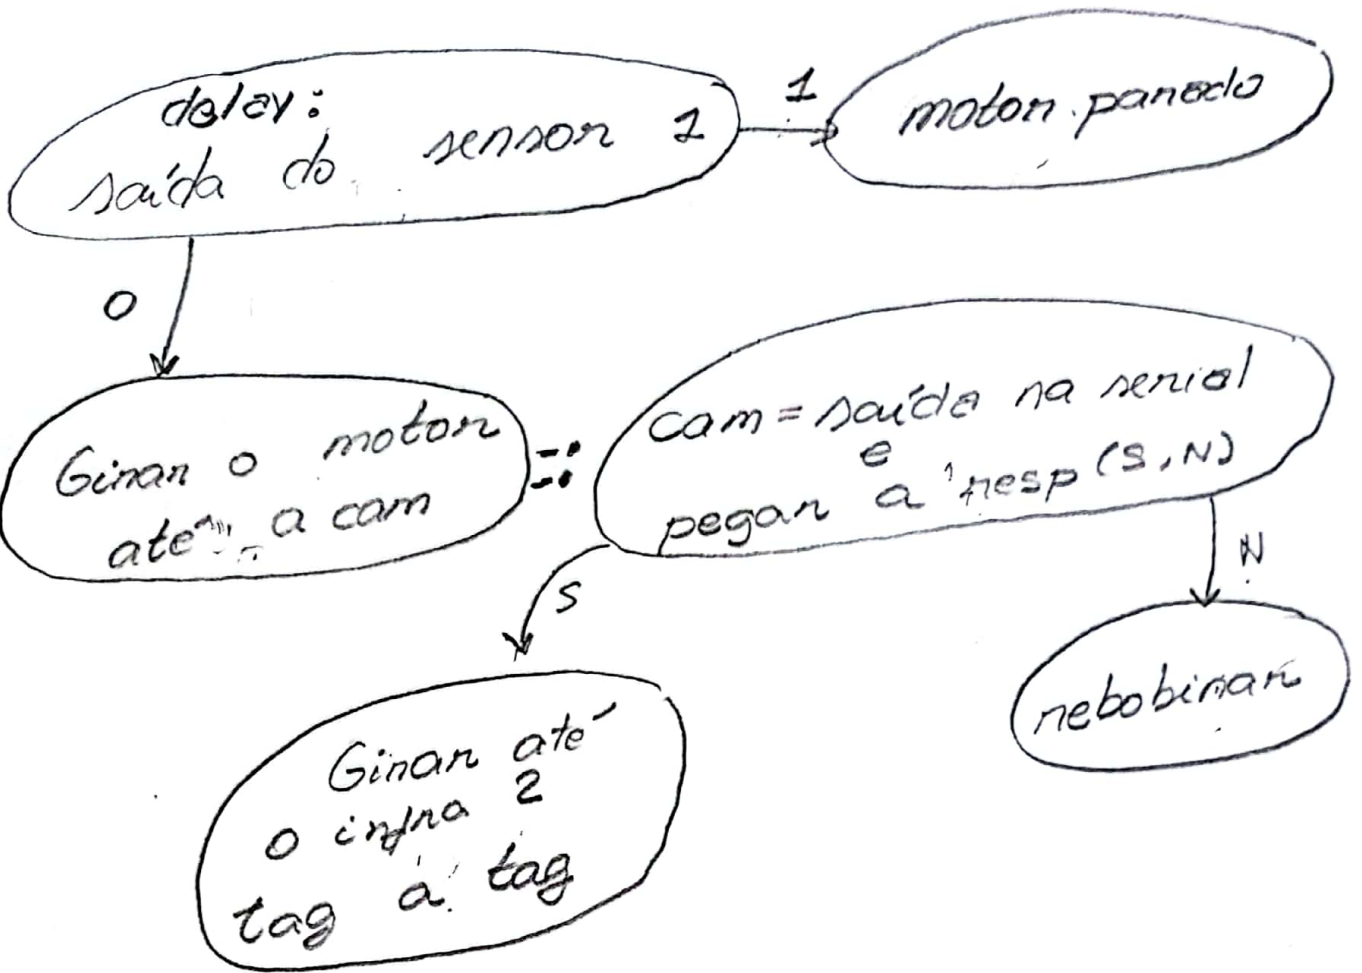 delay:
saída do sensor 1
1
motor parado
0
Girar o motor
até a cam
cam = saída na serial
e
pegar a resp (S, N)
S
N
rebobinar
Girar até
o infra 2
tag a tag